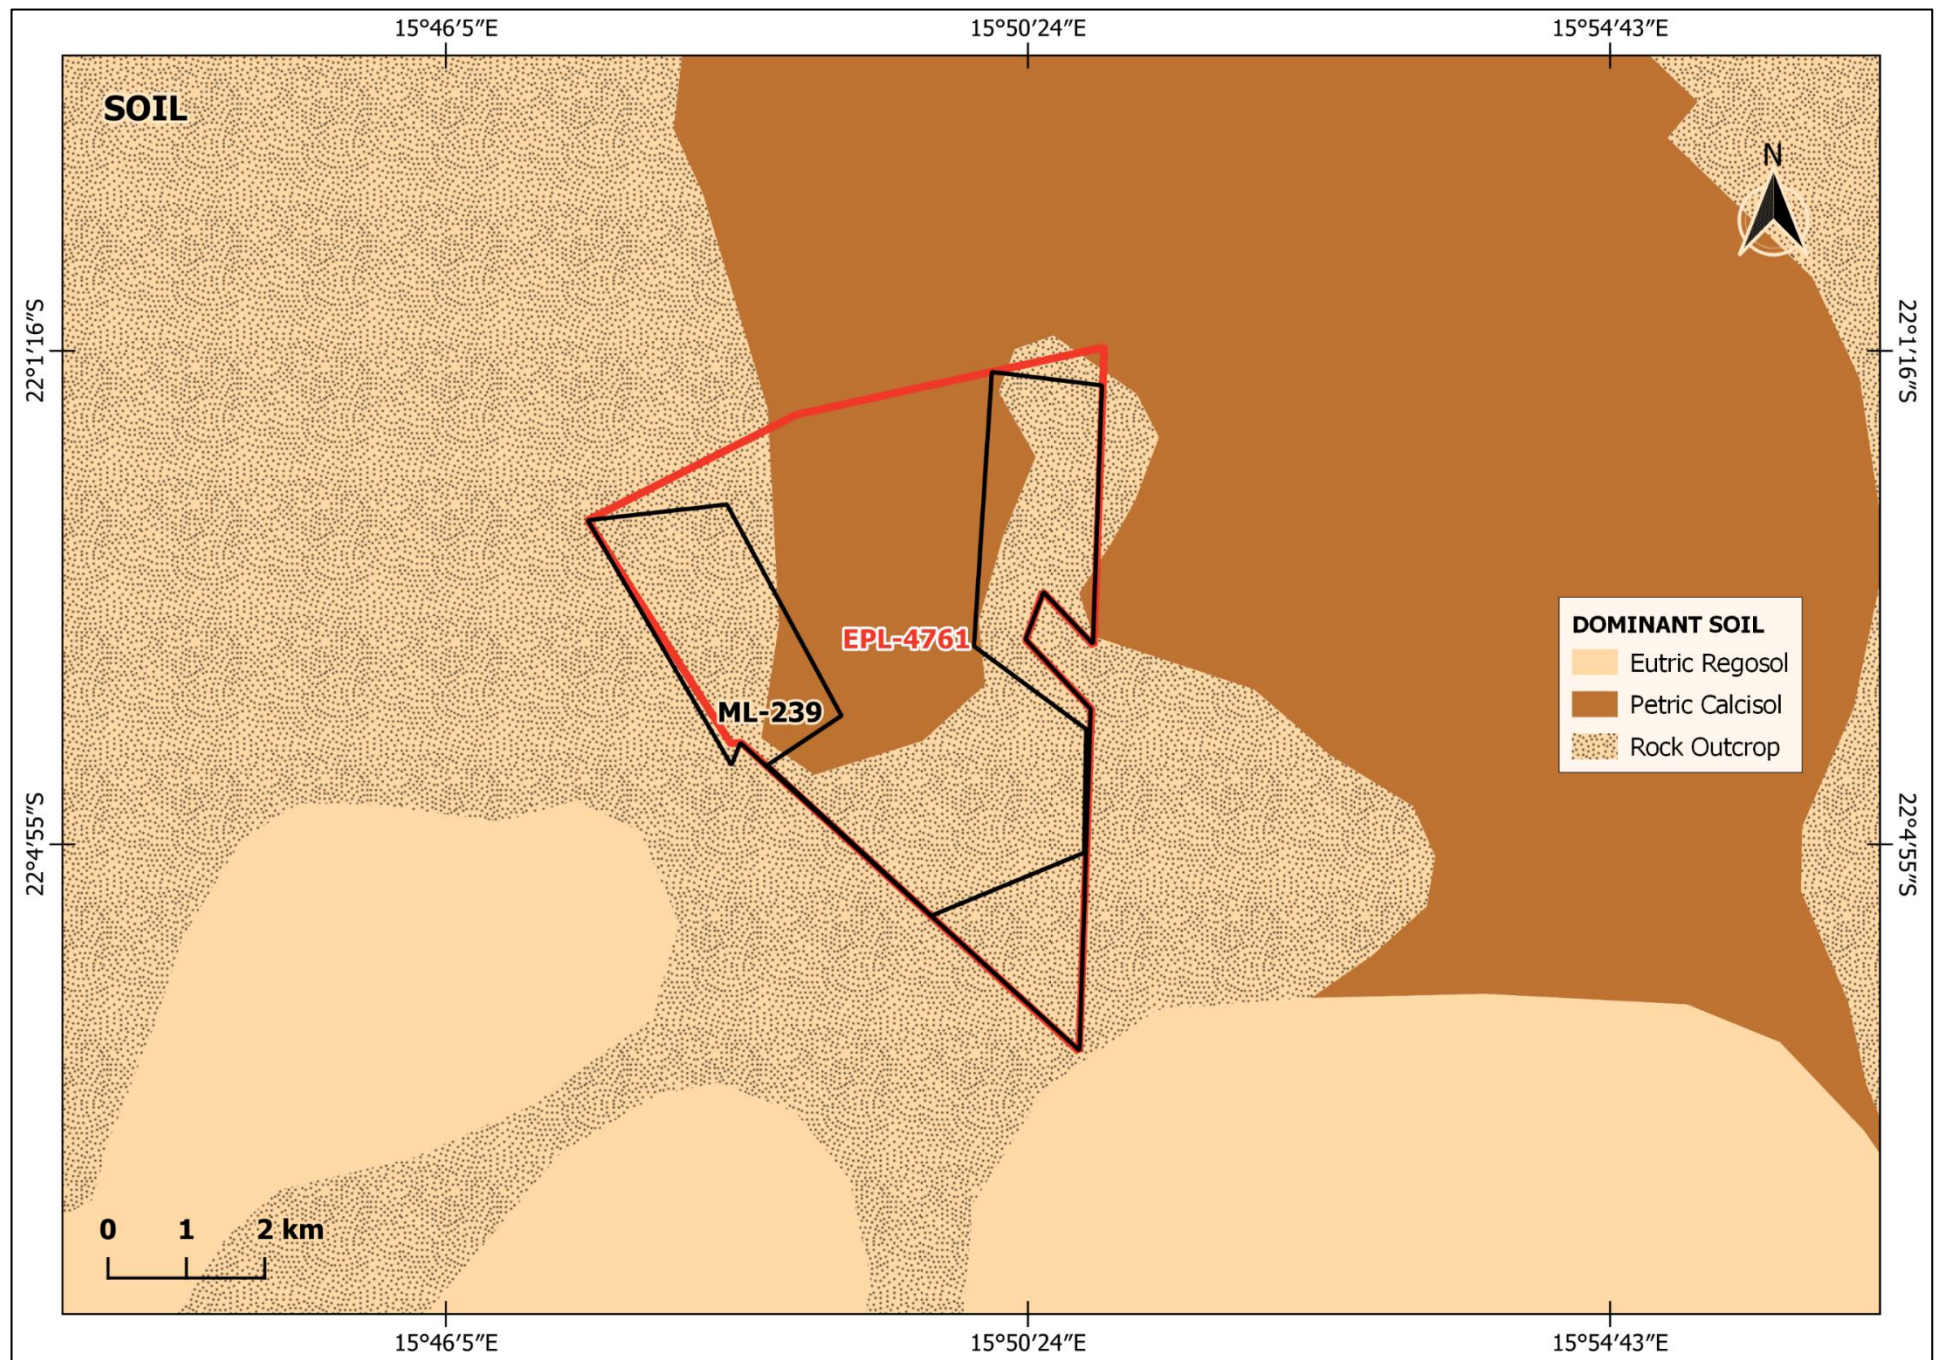 15°46′5″E 15°50′24″E 15°54′43″E
SOIL
N
22°1′16″S 22°1′16″S
EPL-4761
DOMINANT SOIL
Eutric Regosol
Petric Calcisol
Rock Outcrop
ML-239
22°4′55″S 22°4′55″S
0 1 2 km
15°46′5″E 15°50′24″E 15°54′43″E